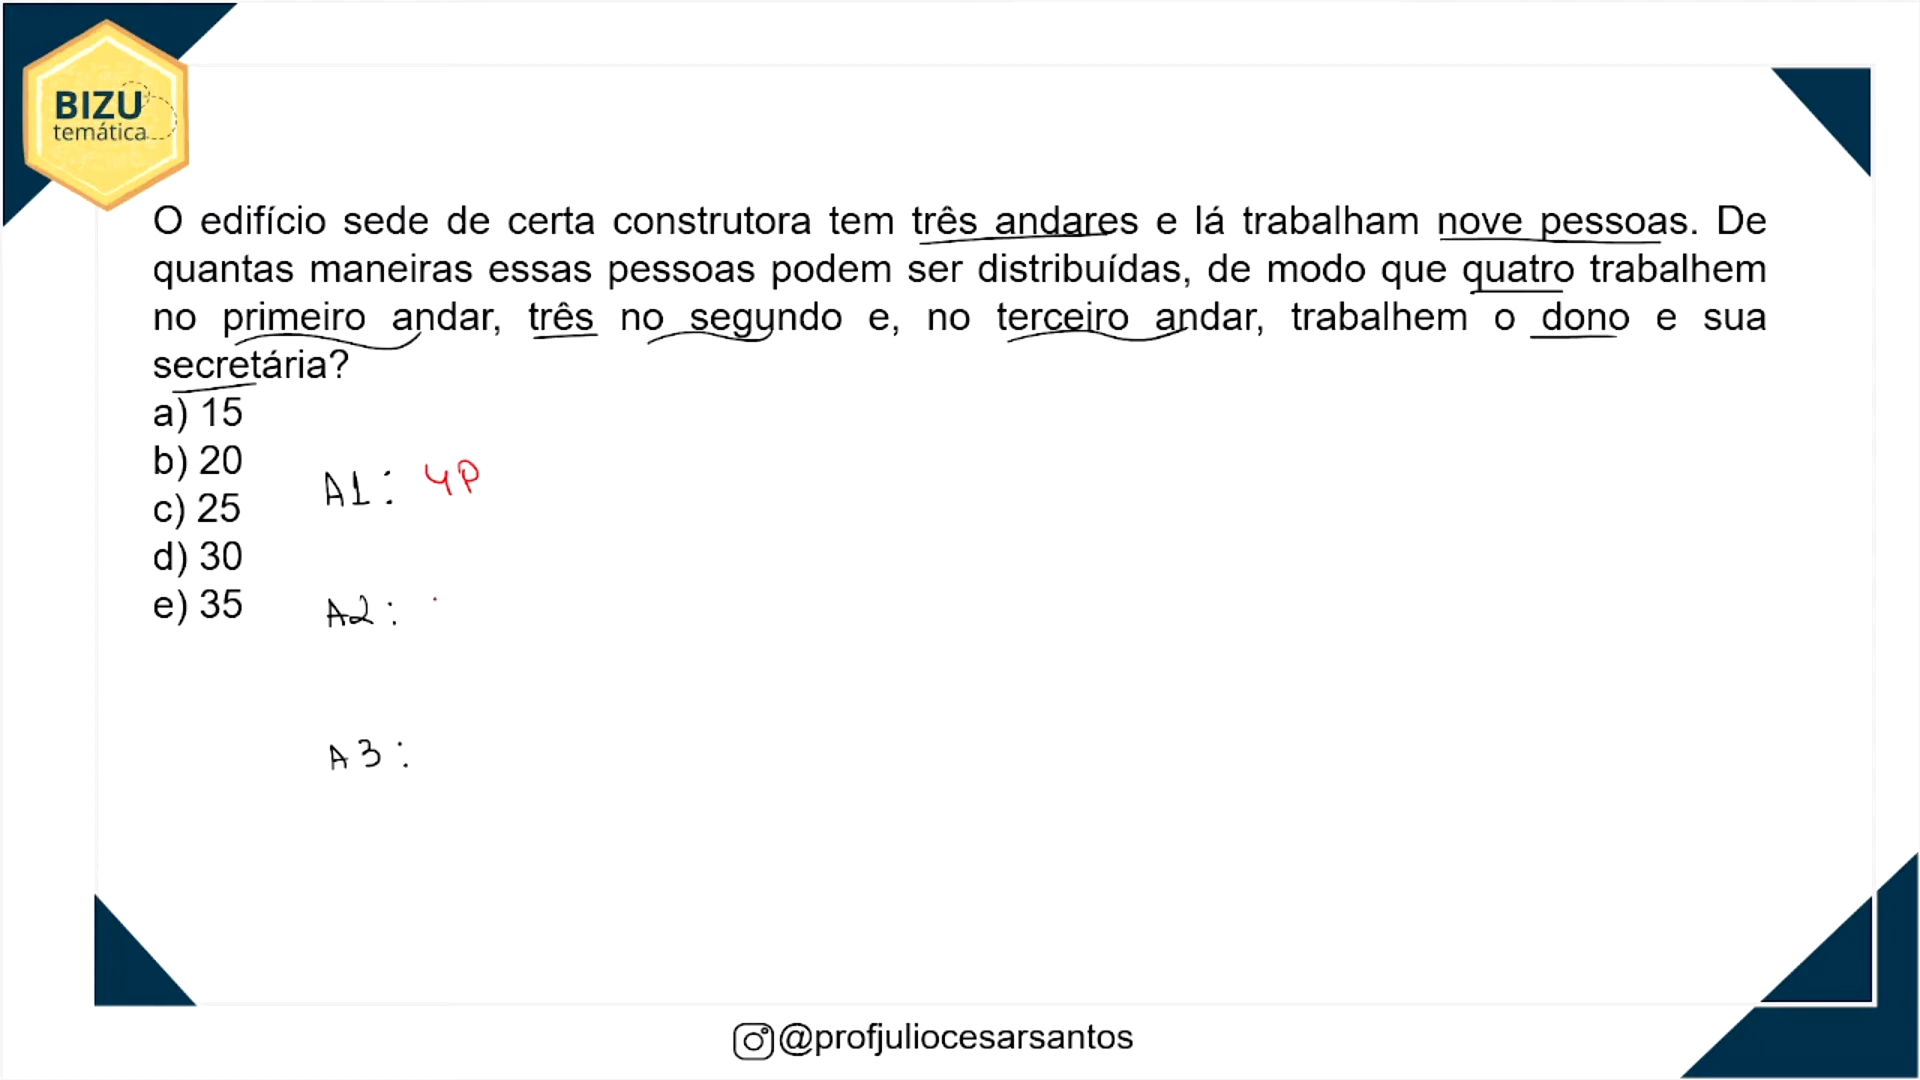 BIZU
temática
O edifício sede de certa construtora tem três andares e lá trabalham nove pessoas. De
quantas maneiras essas pessoas podem ser distribuídas, de modo que quatro trabalhem
no primeiro andar, três no segundo e, no terceiro andar, trabalhem o dono e sua
secretária?
a) 15
b) 20
c) 25
d) 30
e) 35
A1: 4P
A2:
A3:
@profjuliocesarsantos